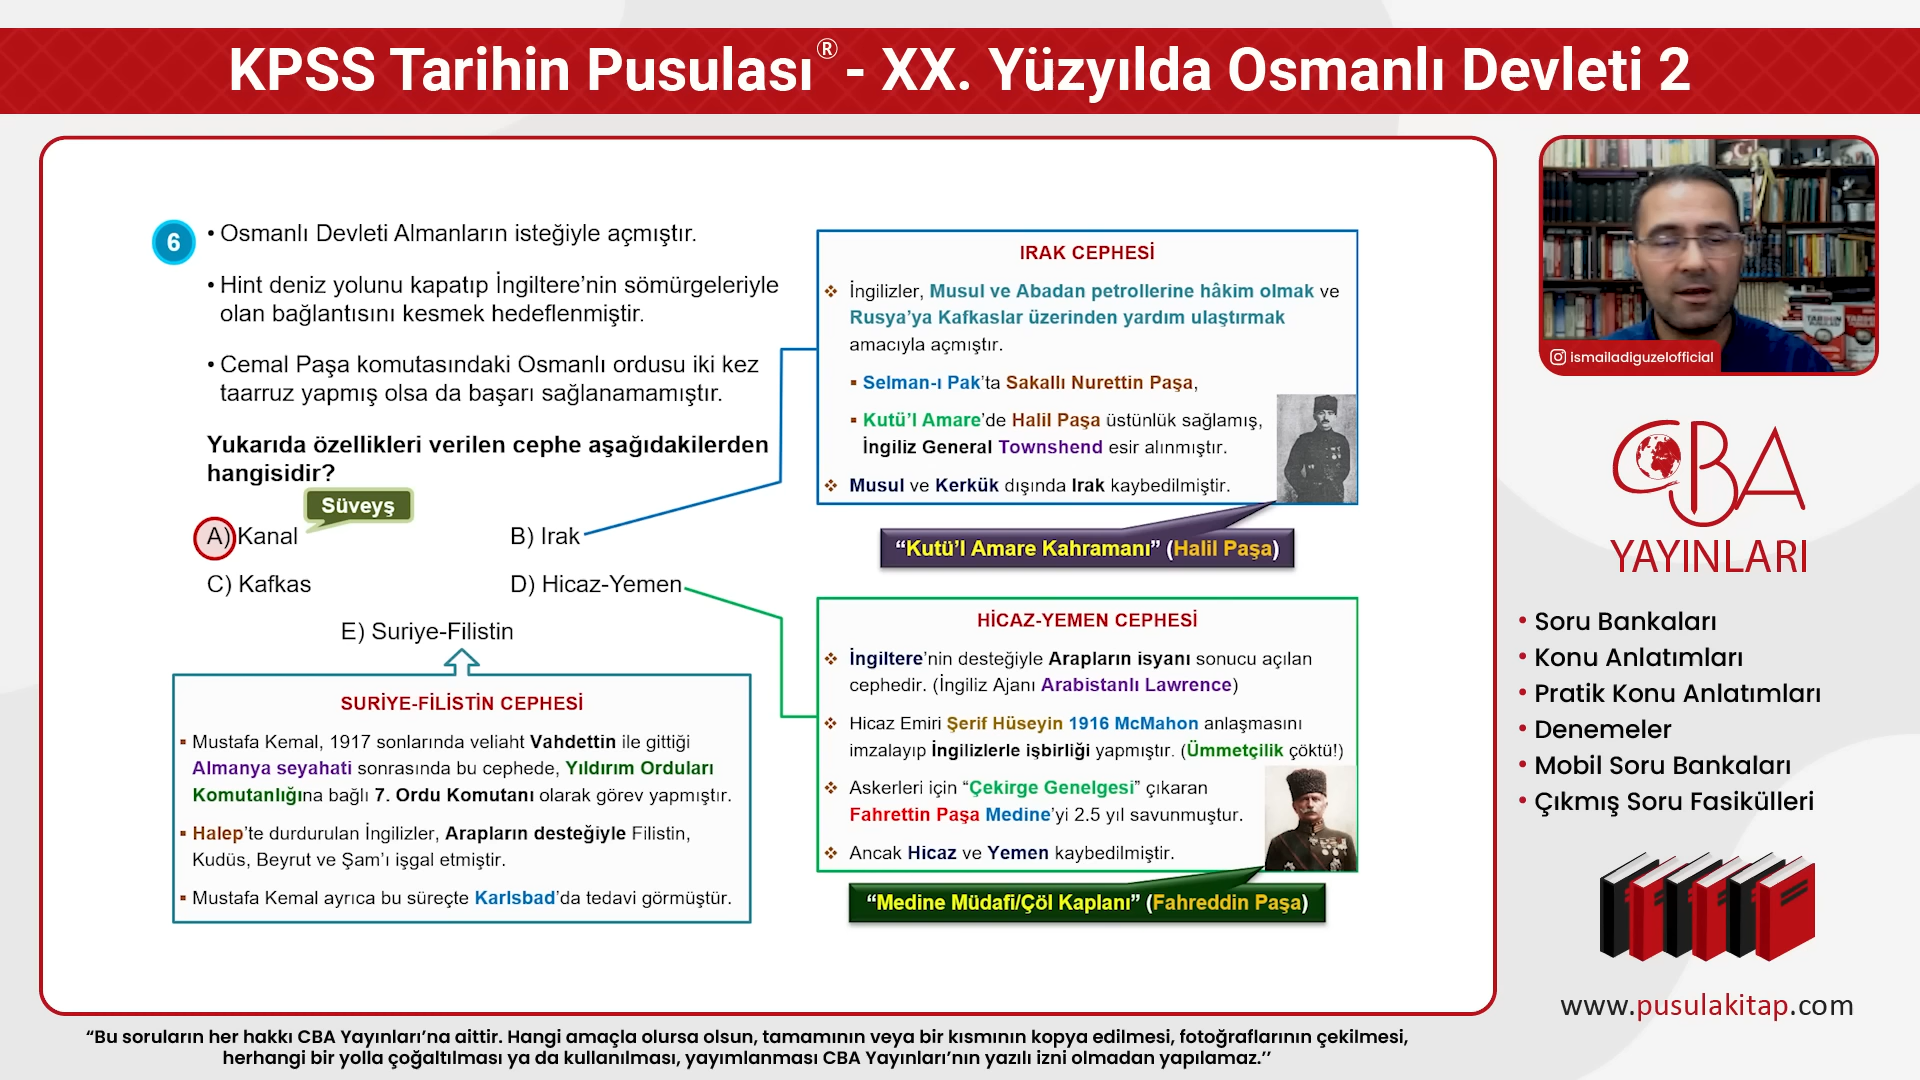 KPSS Tarihin Pusulası® - XX. Yüzyılda Osmanlı Devleti 2
6
• Osmanlı Devleti Almanların isteğiyle açmıştır.
• Hint deniz yolunu kapatıp İngiltere’nin sömürgeleriyle
olan bağlantısını kesmek hedeflenmiştir.
• Cemal Paşa komutasındaki Osmanlı ordusu iki kez
taarruz yapmış olsa da başarı sağlanamamıştır.
Yukarıda özellikleri verilen cephe aşağıdakilerden
hangisidir?
Süveyş
A) Kanal
B) Irak
C) Kafkas
D) Hicaz-Yemen
E) Suriye-Filistin
SURİYE-FİLİSTİN CEPHESİ
▪ Mustafa Kemal, 1917 sonlarında veliaht Vahdettin ile gittiği
Almanya seyahati sonrasında bu cephede, Yıldırım Orduları
Komutanlığına bağlı 7. Ordu Komutanı olarak görev yapmıştır.
▪ Halep’te durdurulan İngilizler, Arapların desteğiyle Filistin,
Kudüs, Beyrut ve Şam’ı işgal etmiştir.
▪ Mustafa Kemal ayrıca bu süreçte Karlsbad’da tedavi görmüştür.
IRAK CEPHESİ
❖ İngilizler, Musul ve Abadan petrollerine hâkim olmak ve
Rusya’ya Kafkaslar üzerinden yardım ulaştırmak
amacıyla açmıştır.
▪ Selman-ı Pak’ta Sakallı Nurettin Paşa,
▪ Kutü’l Amare’de Halil Paşa üstünlük sağlamış,
İngiliz General Townshend esir alınmıştır.
❖ Musul ve Kerkük dışında Irak kaybedilmiştir.
“Kutü’l Amare Kahramanı” (Halil Paşa)
HİCAZ-YEMEN CEPHESİ
❖ İngiltere’nin desteğiyle Arapların isyanı sonucu açılan
cephedir. (İngiliz Ajanı Arabistanlı Lawrence)
❖ Hicaz Emiri Şerif Hüseyin 1916 McMahon anlaşmasını
imzalayıp İngilizlerle işbirliği yapmıştır. (Ümmetçilik çöktü!)
❖ Askerleri için “Çekirge Genelgesi” çıkaran
Fahrettin Paşa Medine’yi 2.5 yıl savunmuştur.
❖ Ancak Hicaz ve Yemen kaybedilmiştir.
“Medine Müdafi/Çöl Kaplanı” (Fahreddin Paşa)
ismailadiguzelofficial
CBA
YAYINLARI
• Soru Bankaları
• Konu Anlatımları
• Pratik Konu Anlatımları
• Denemeler
• Mobil Soru Bankaları
• Çıkmış Soru Fasikülleri
www.pusulakitap.com
“Bu soruların her hakkı CBA Yayınları’na aittir. Hangi amaçla olursa olsun, tamamının veya bir kısmının kopya edilmesi, fotoğraflarının çekilmesi,
herhangi bir yolla çoğaltılması ya da kullanılması, yayımlanması CBA Yayınları’nın yazılı izni olmadan yapılamaz.’’